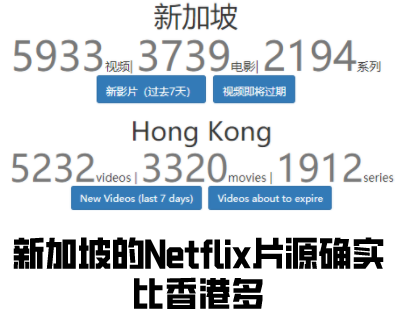 新加坡
5933视频| 3739电影| 2194系列
新影片（过去7天） 视频即将过期
Hong Kong
5232videos | 3320movies | 1912series
New Videos (last 7 days) Videos about to expire
新加坡的Netflix片源确实
比香港多